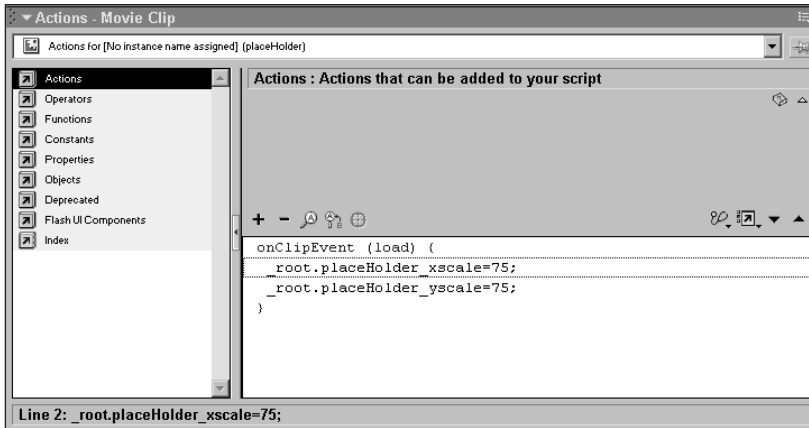 Actions - Movie Clip
Actions for [No instance name assigned] (placeHolder)
Actions
Operators
Functions
Constants
Properties
Objects
Deprecated
Flash UI Components
Index
Actions : Actions that can be added to your script
onClipEvent (load) {
_root.placeHolder_xscale=75;
_root.placeHolder_yscale=75;
}
Line 2: _root.placeHolder_xscale=75;